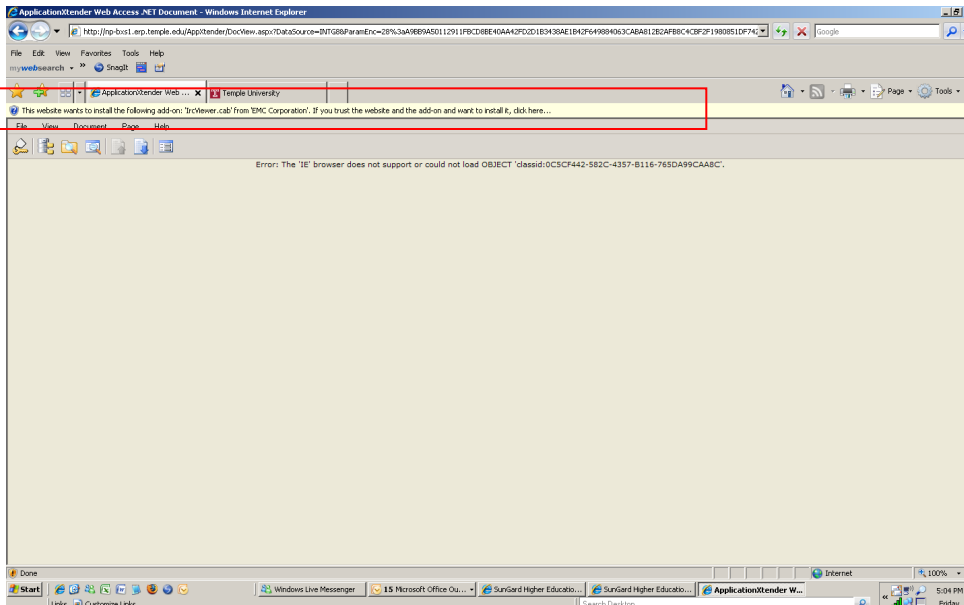 ApplicationXtender Web Access .NET Document - Windows Internet Explorer
http://np-bxs1.erp.temple.edu/AppXtender/DocView.aspx?DataSource=INTG8&ParamEnc=
Google
File Edit View Favorites Tools Help
mywebsearch SnagIt
ApplicationXtender Web ... Temple University Page Tools
This website wants to install the following add-on: 'IrcViewer.cab' from 'EMC Corporation'. If you trust the website and the add-on and want to install it, click here...
File View Document Page Help
Error: The 'IE' browser does not support or could not load OBJECT 'classid:0C5CF442-582C-4357-B116-765DA99CAA8C'.
Done Internet 100%
Start Windows Live Messenger 15 Microsoft Office Ou... SunGard Higher Educatio... SunGard Higher Educatio... ApplicationXtender W... 5:04 PM
Links Customize Links Search Desktop Friday